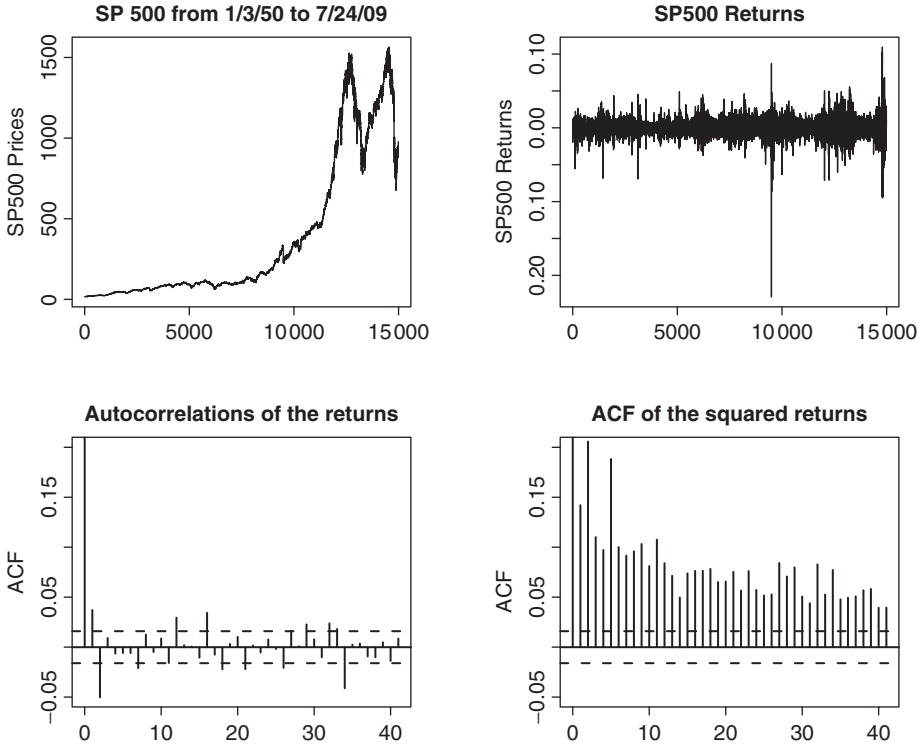 SP 500 from 1/3/50 to 7/24/09
SP500 Prices
1500
1000
500
0
0 5000 10000 15000
SP500 Returns
SP500 Returns
0.10
0.00
0.10
0.20
0 5000 10000 15000
Autocorrelations of the returns
ACF
0.15
0.05
−0.05
0 10 20 30 40
ACF of the squared returns
ACF
0.15
0.05
−0.05
0 10 20 30 40